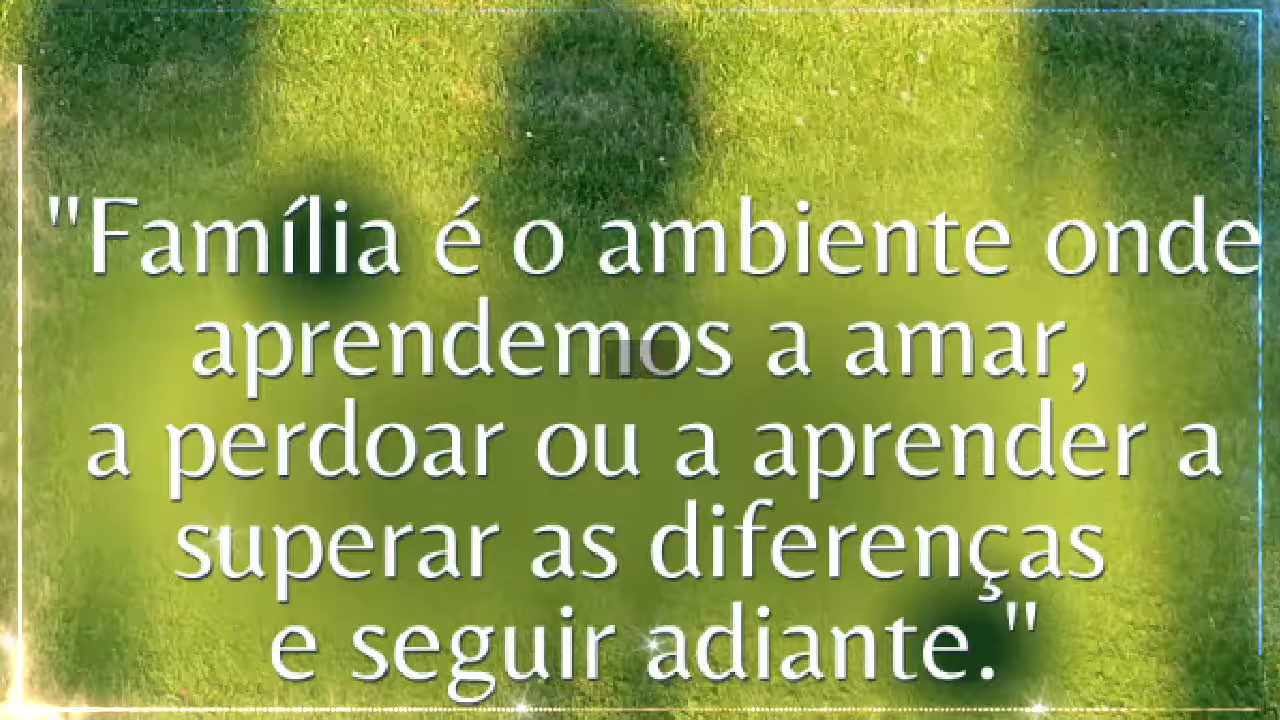 "Família é o ambiente onde
aprendemos a amar,
a perdoar ou a aprender a
superar as diferenças
e seguir adiante."